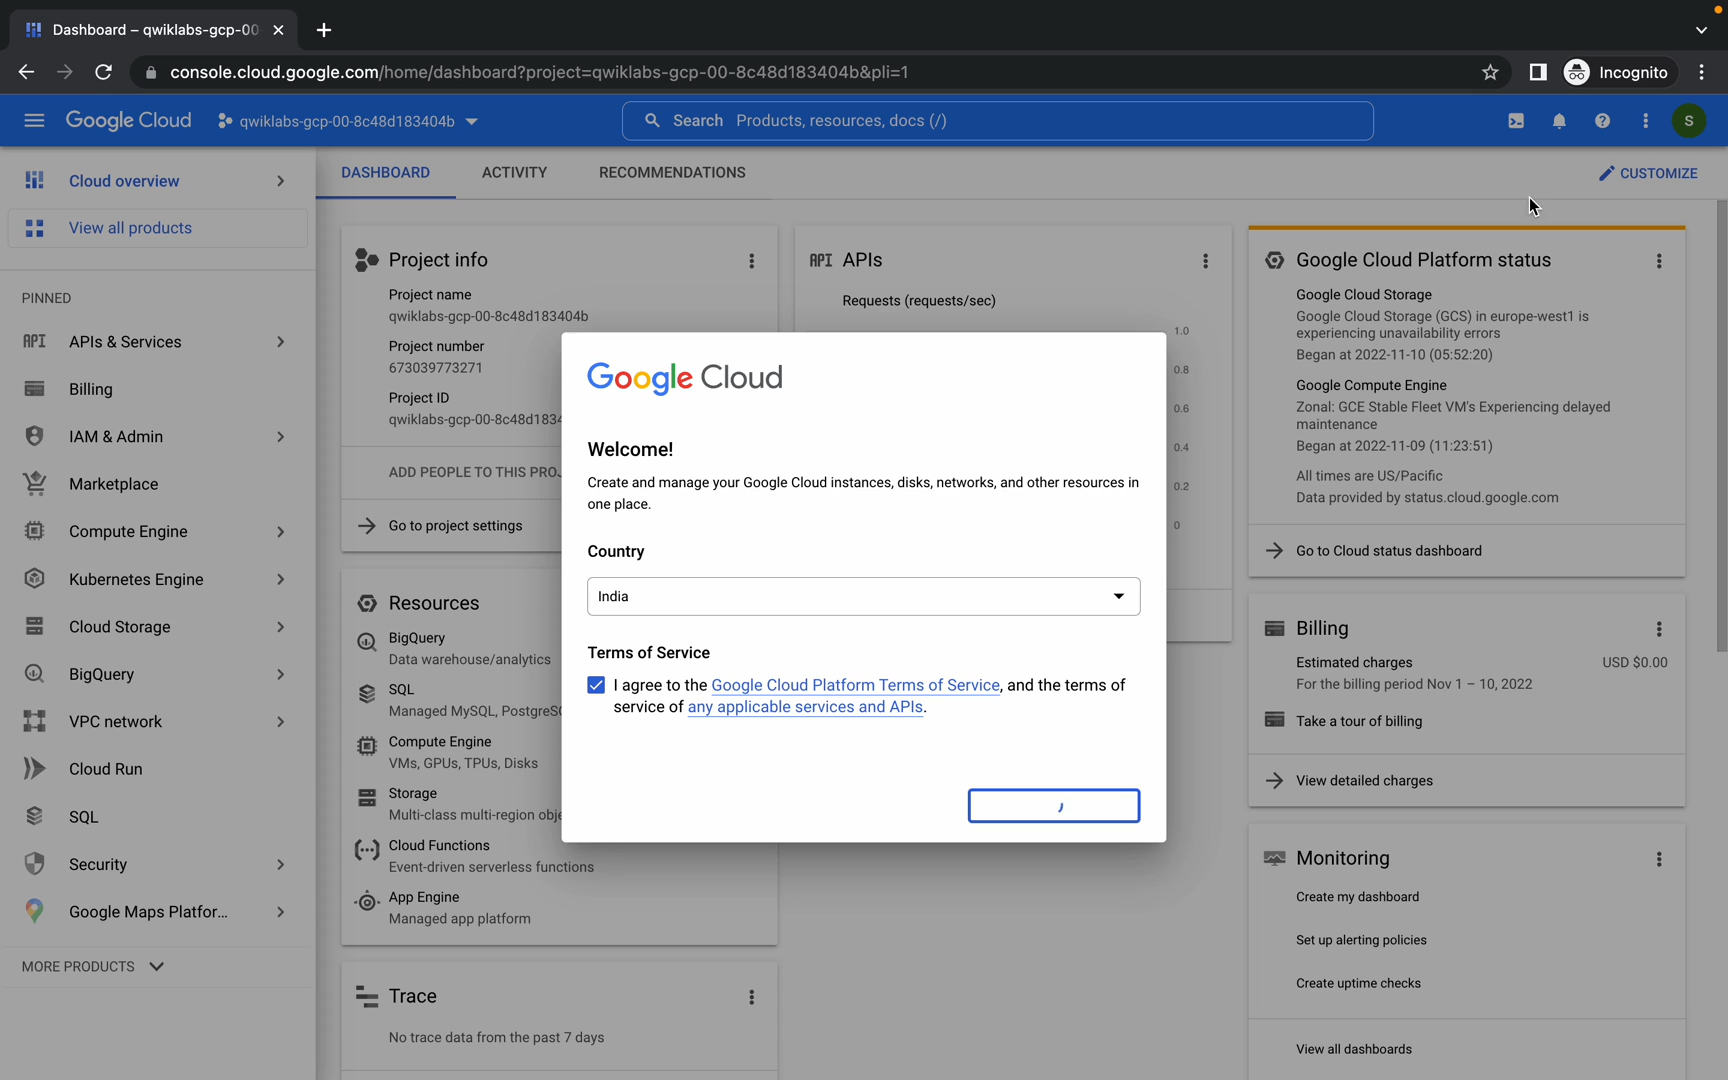 Dashboard – qwiklabs-gcp-00
console.cloud.google.com/home/dashboard?project=qwiklabs-gcp-00-8c48d183404b&pli=1
Incognito
Google Cloud
qwiklabs-gcp-00-8c48d183404b
Search Products, resources, docs (/)
S
Cloud overview
View all products
PINNED
API APIs & Services
Billing
IAM & Admin
Marketplace
Compute Engine
Kubernetes Engine
Cloud Storage
BigQuery
VPC network
Cloud Run
SQL
Security
Google Maps Platfor...
MORE PRODUCTS
DASHBOARD
ACTIVITY
RECOMMENDATIONS
CUSTOMIZE
Project info
Project name
qwiklabs-gcp-00-8c48d183404b
Project number
673039773271
Project ID
qwiklabs-gcp-00-8c48d1834
ADD PEOPLE TO THIS PROJ
Go to project settings
Resources
BigQuery
Data warehouse/analytics
SQL
Managed MySQL, PostgreSQ
Compute Engine
VMs, GPUs, TPUs, Disks
Storage
Multi-class multi-region obje
Cloud Functions
Event-driven serverless functions
App Engine
Managed app platform
Trace
No trace data from the past 7 days
API APIs
Requests (requests/sec)
1.0
0.8
0.6
0.4
0.2
0
Google Cloud
Welcome!
Create and manage your Google Cloud instances, disks, networks, and other resources in
one place.
Country
India
Terms of Service
I agree to the Google Cloud Platform Terms of Service, and the terms of
service of any applicable services and APIs.
Google Cloud Platform status
Google Cloud Storage
Google Cloud Storage (GCS) in europe-west1 is
experiencing unavailability errors
Began at 2022-11-10 (05:52:20)
Google Compute Engine
Zonal: GCE Stable Fleet VM's Experiencing delayed
maintenance
Began at 2022-11-09 (11:23:51)
All times are US/Pacific
Data provided by status.cloud.google.com
Go to Cloud status dashboard
Billing
Estimated charges USD $0.00
For the billing period Nov 1 – 10, 2022
Take a tour of billing
View detailed charges
Monitoring
Create my dashboard
Set up alerting policies
Create uptime checks
View all dashboards